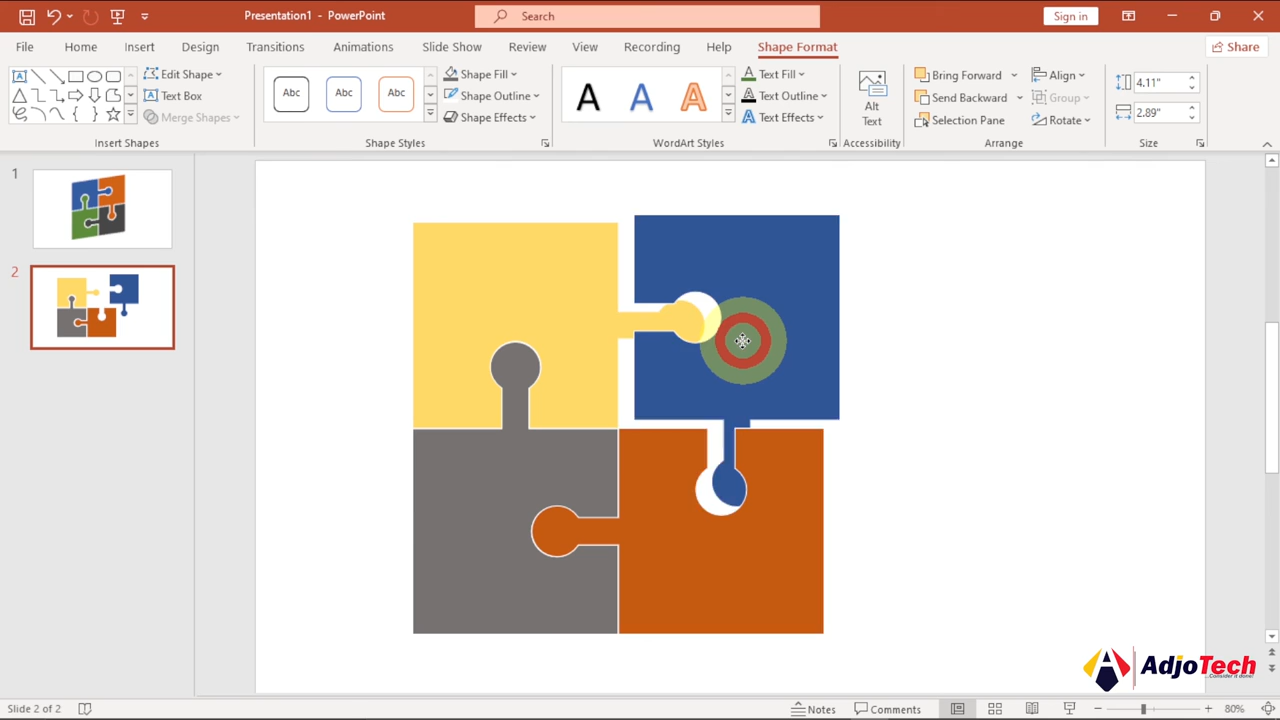 Presentation1 - PowerPoint
Search
Sign in
File Home Insert Design Transitions Animations Slide Show Review View Recording Help Shape Format
Share
Edit Shape
Text Box
Merge Shapes
Insert Shapes
Abc Abc Abc
Shape Fill
Shape Outline
Shape Effects
Shape Styles
A A A
Text Fill
Text Outline
Text Effects
WordArt Styles
Alt
Text
Accessibility
Bring Forward
Send Backward
Selection Pane
Align
Group
Rotate
Arrange
4.11"
2.89"
Size
1
2
AdjoTech
...Consider it done!
Slide 2 of 2
Notes
Comments
80%